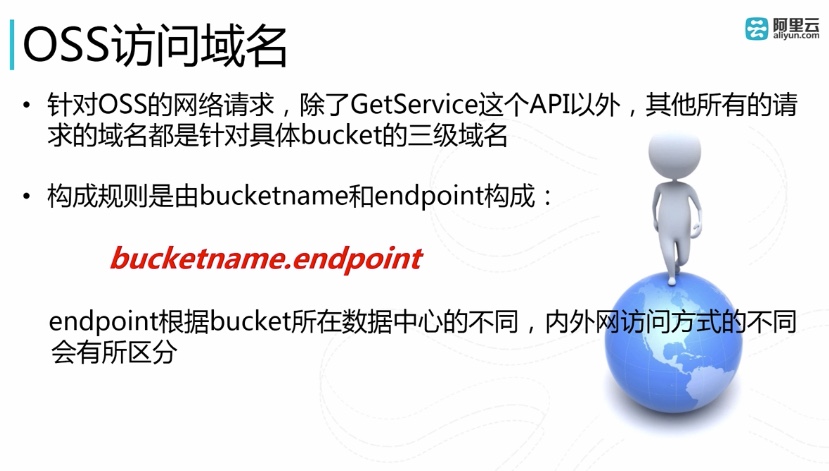 OSS访问域名
阿里云
aliyun.com
• 针对OSS的网络请求，除了GetService这个API以外，其他所有的请
求的域名都是针对具体bucket的三级域名
• 构成规则是由bucketname和endpoint构成：
bucketname.endpoint
endpoint根据bucket所在数据中心的不同，内外网访问方式的不同
会有所区分